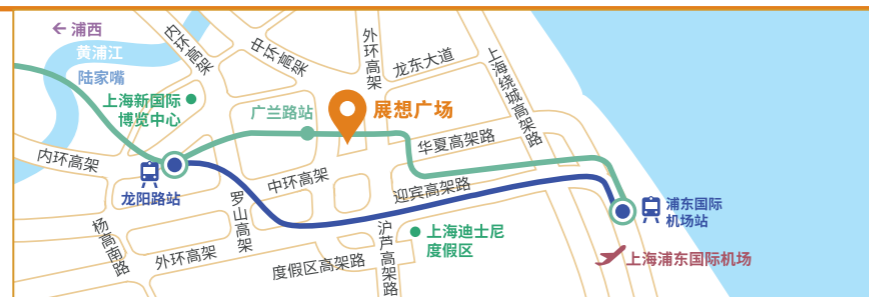 ← 浦西
黄浦江
陆家嘴
上海新国际
博览中心
内环高架
中环高架
外环高架
龙东大道
上海绕城高架路
广兰路站
展想广场
华夏高架路
内环高架
龙阳路站
中环高架
迎宾高架路
罗山高架
浦东国际
机场站
杨高南路
外环高架
度假区高架路
沪芦高架路
上海迪士尼
度假区
上海浦东国际机场